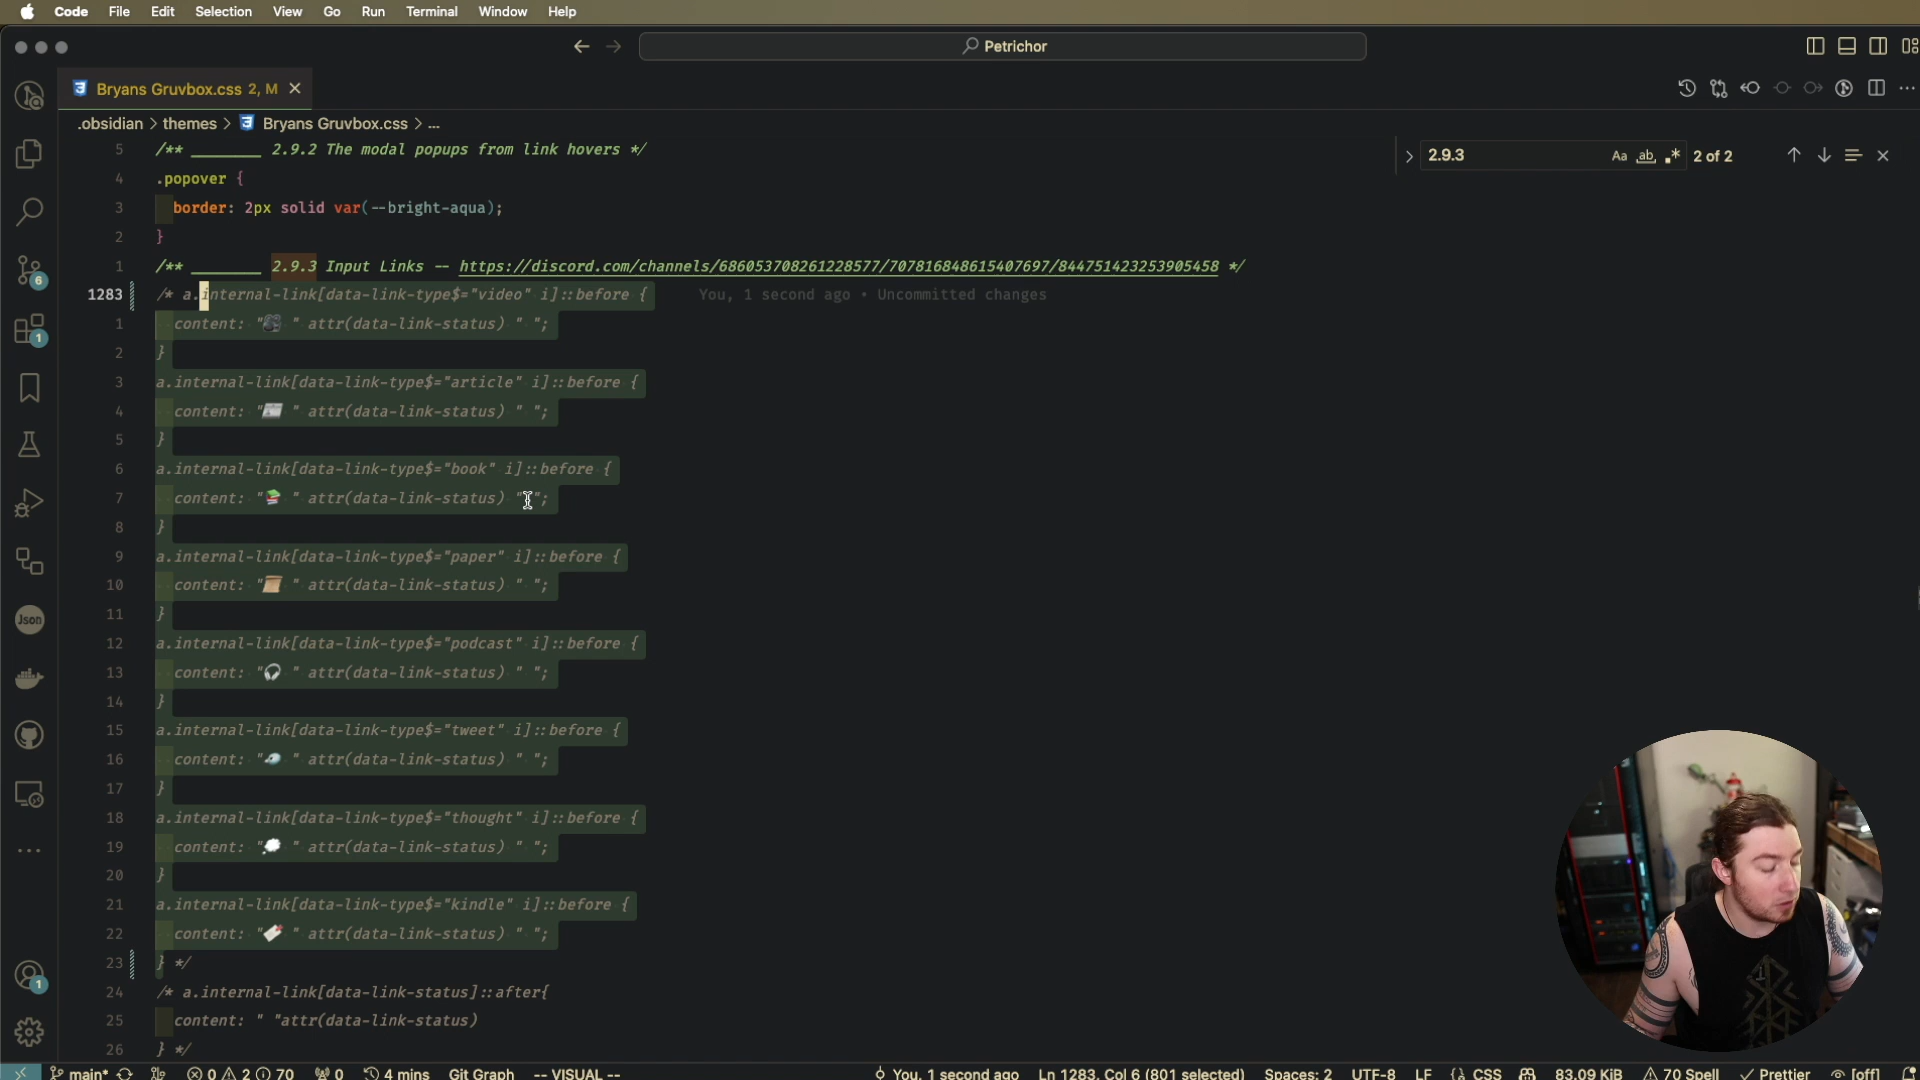 Code File Edit Selection View Go Run Terminal Window Help
Petrichor
Bryans Gruvbox.css 2, M
.obsidian > themes > Bryans Gruvbox.css > ...
2.9.3 Aa ab 2 of 2
5 /** _______ 2.9.2 The modal popups from link hovers */
4 .popover {
3 border: 2px solid var(--bright-aqua);
2 }
1 /** _______ 2.9.3 Input Links -- https://discord.com/channels/686053708261228577/707816848615407697/844751423253905458 */
1283 /* a.internal-link[data-link-type$="video" i]::before { You, 1 second ago • Uncommitted changes
1 content: "🎥 " attr(data-link-status) " ";
2 }
3 a.internal-link[data-link-type$="article" i]::before {
4 content: "📰 " attr(data-link-status) " ";
5 }
6 a.internal-link[data-link-type$="book" i]::before {
7 content: "📚 " attr(data-link-status) " ";
8 }
9 a.internal-link[data-link-type$="paper" i]::before {
10 content: "📜 " attr(data-link-status) " ";
11 }
12 a.internal-link[data-link-type$="podcast" i]::before {
13 content: "🎧 " attr(data-link-status) " ";
14 }
15 a.internal-link[data-link-type$="tweet" i]::before {
16 content: "🐦 " attr(data-link-status) " ";
17 }
18 a.internal-link[data-link-type$="thought" i]::before {
19 content: "💭 " attr(data-link-status) " ";
20 }
21 a.internal-link[data-link-type$="kindle" i]::before {
22 content: "🔖 " attr(data-link-status) " ";
23 } */
24 /* a.internal-link[data-link-status]::after{
25 content: " "attr(data-link-status)
26 } */
6
1
Json
1
main* 0 2 70 0 4 mins Git Graph -- VISUAL -- You, 1 second ago Ln 1283, Col 6 (801 selected) Spaces: 2 UTF-8 LF {} CSS 83.09 KiB 70 Spell Prettier [off]